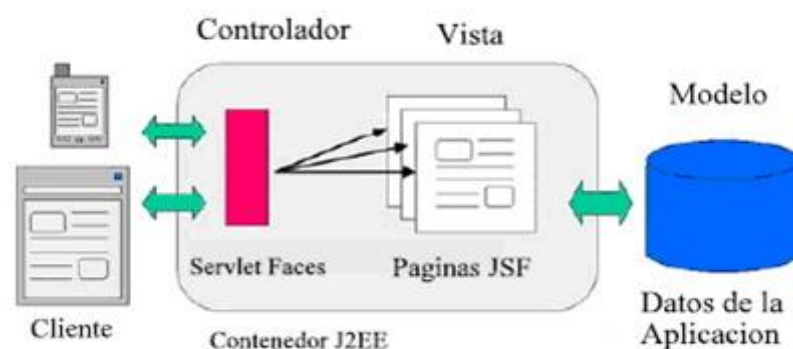 Controlador
Vista
Modelo
Servlet Faces
Paginas JSF
Cliente
Contenedor J2EE
Datos de la
Aplicacion